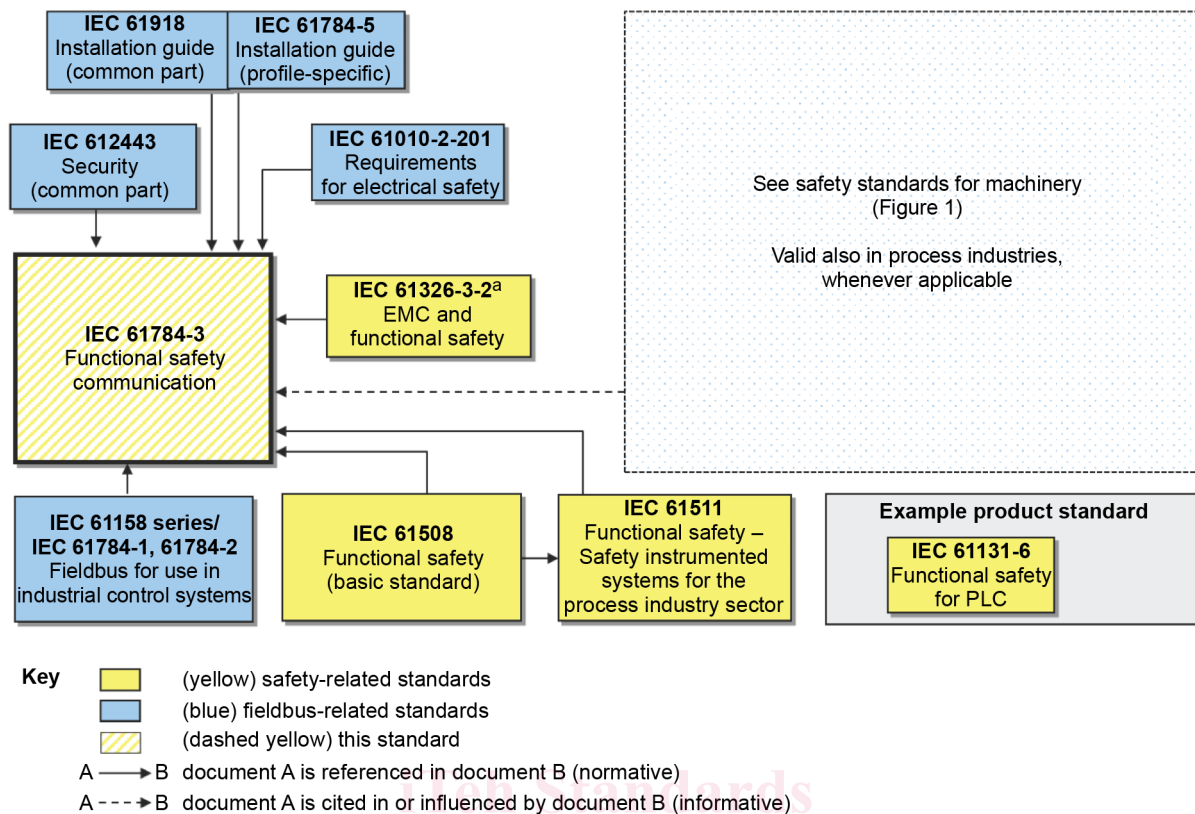 IEC 61918
Installation guide
(common part)
IEC 61784-5
Installation guide
(profile-specific)
IEC 612443
Security
(common part)
IEC 61010-2-201
Requirements
for electrical safety
See safety standards for machinery
(Figure 1)
Valid also in process industries,
whenever applicable
IEC 61784-3
Functional safety
communication
IEC 61326-3-2ᵃ
EMC and
functional safety
IEC 61158 series/
IEC 61784-1, 61784-2
Fieldbus for use in
industrial control systems
IEC 61508
Functional safety
(basic standard)
IEC 61511
Functional safety –
Safety instrumented
systems for the
process industry sector
Example product standard
IEC 61131-6
Functional safety
for PLC
Key
(yellow) safety-related standards
(blue) fieldbus-related standards
(dashed yellow) this standard
A B document A is referenced in document B (normative)
A B document A is cited in or influenced by document B (informative)
iTeh Standards